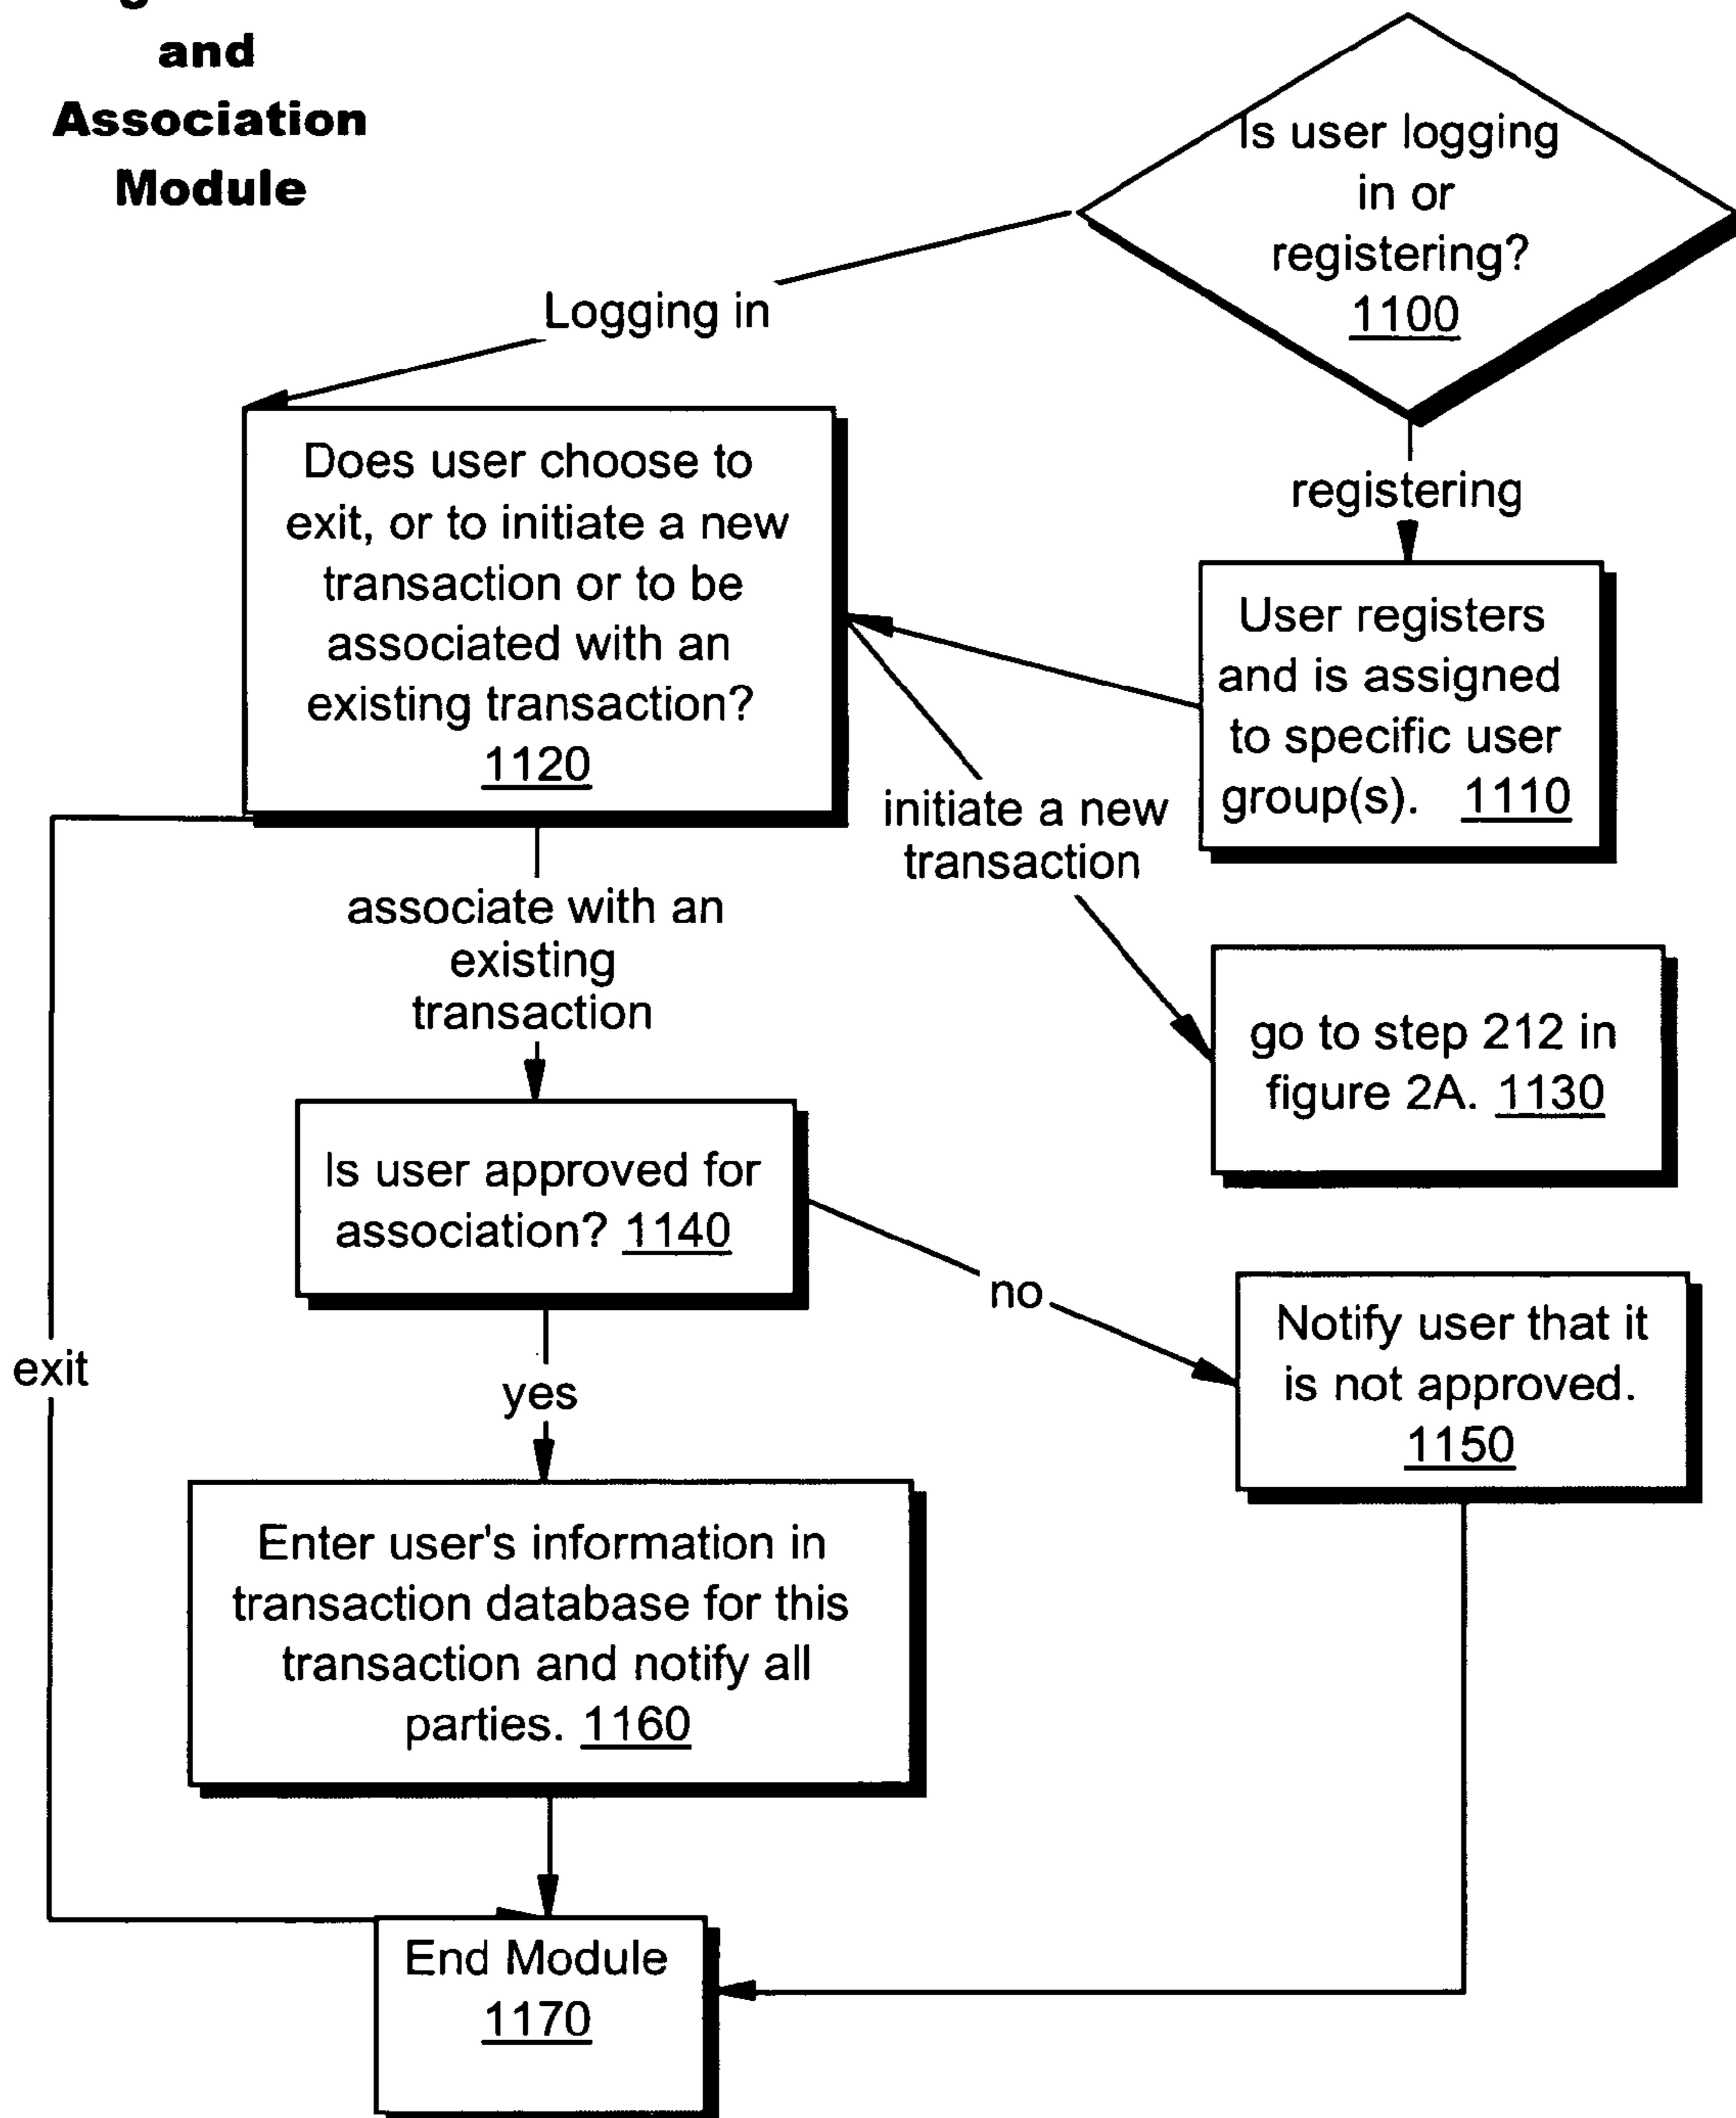 and
Association
Module
Is user logging
in or
registering?
1100
Logging in
registering
Does user choose to
exit, or to initiate a new
transaction or to be
associated with an
existing transaction?
1120
User registers
and is assigned
to specific user
group(s). 1110
initiate a new
transaction
associate with an
existing
transaction
go to step 212 in
figure 2A. 1130
Is user approved for
association? 1140
no
Notify user that it
is not approved.
1150
exit
yes
Enter user's information in
transaction database for this
transaction and notify all
parties. 1160
End Module
1170